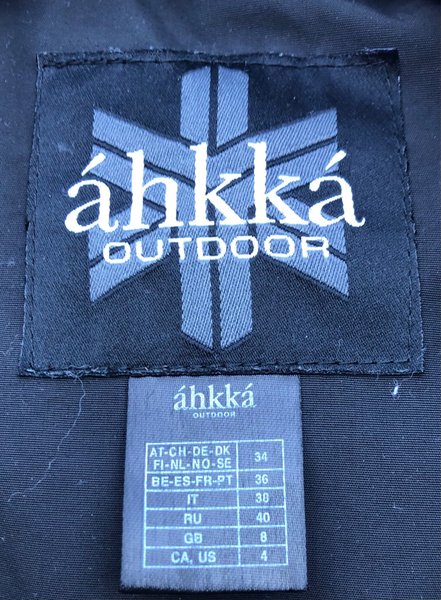 áhkká
OUTDOOR
áhkká
OUTDOOR
AT-CH-DE-DK
FI-NL-NO-SE 34
BE-ES-FR-PT 36
IT 38
RU 40
GB 8
CA, US 4